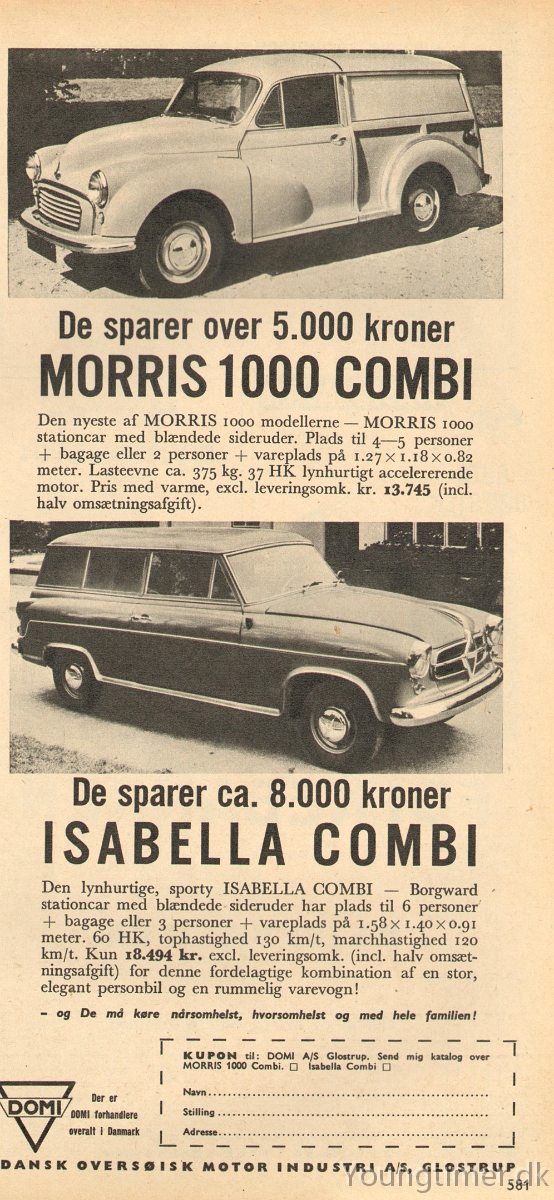 De sparer over 5.000 kroner
MORRIS 1000 COMBI
Den nyeste af MORRIS 1000 modellerne — MORRIS 1000
stationcar med blændede sideruder. Plads til 4—5 personer
+ bagage eller 2 personer + vareplads på 1.27×1.18×0.82
meter. Lasteevne ca. 375 kg. 37 HK lynhurtigt accelererende
motor. Pris med varme, excl. leveringsomk. kr. 13.745 (incl.
halv omsætningsafgift).
De sparer ca. 8.000 kroner
ISABELLA COMBI
Den lynhurtige, sporty ISABELLA COMBI — Borgward
stationcar med blændede sideruder har plads til 6 personer
+ bagage eller 3 personer + vareplads på 1.58×1.40×0.91
meter. 60 HK, tophastighed 130 km/t, marchhastighed 120
km/t. Kun 18.494 kr. excl. leveringsomk. (incl. halv omsæt-
ningsafgift) for denne fordelagtige kombination af en stor,
elegant personbil og en rummelig varevogn!
– og De må køre nårsomhelst, hvorsomhelst og med hele familien!
KUPON til: DOMI A/S Glostrup. Send mig katalog over
MORRIS 1000 Combi. □ Isabella Combi □
Navn
Stilling
Adresse
DOMI
Der er
DOMI forhandlere
overalt i Danmark
DANSK OVERSØISK MOTOR INDUSTRI A/S, GLOSTRUP
Youngtimer.dk
581